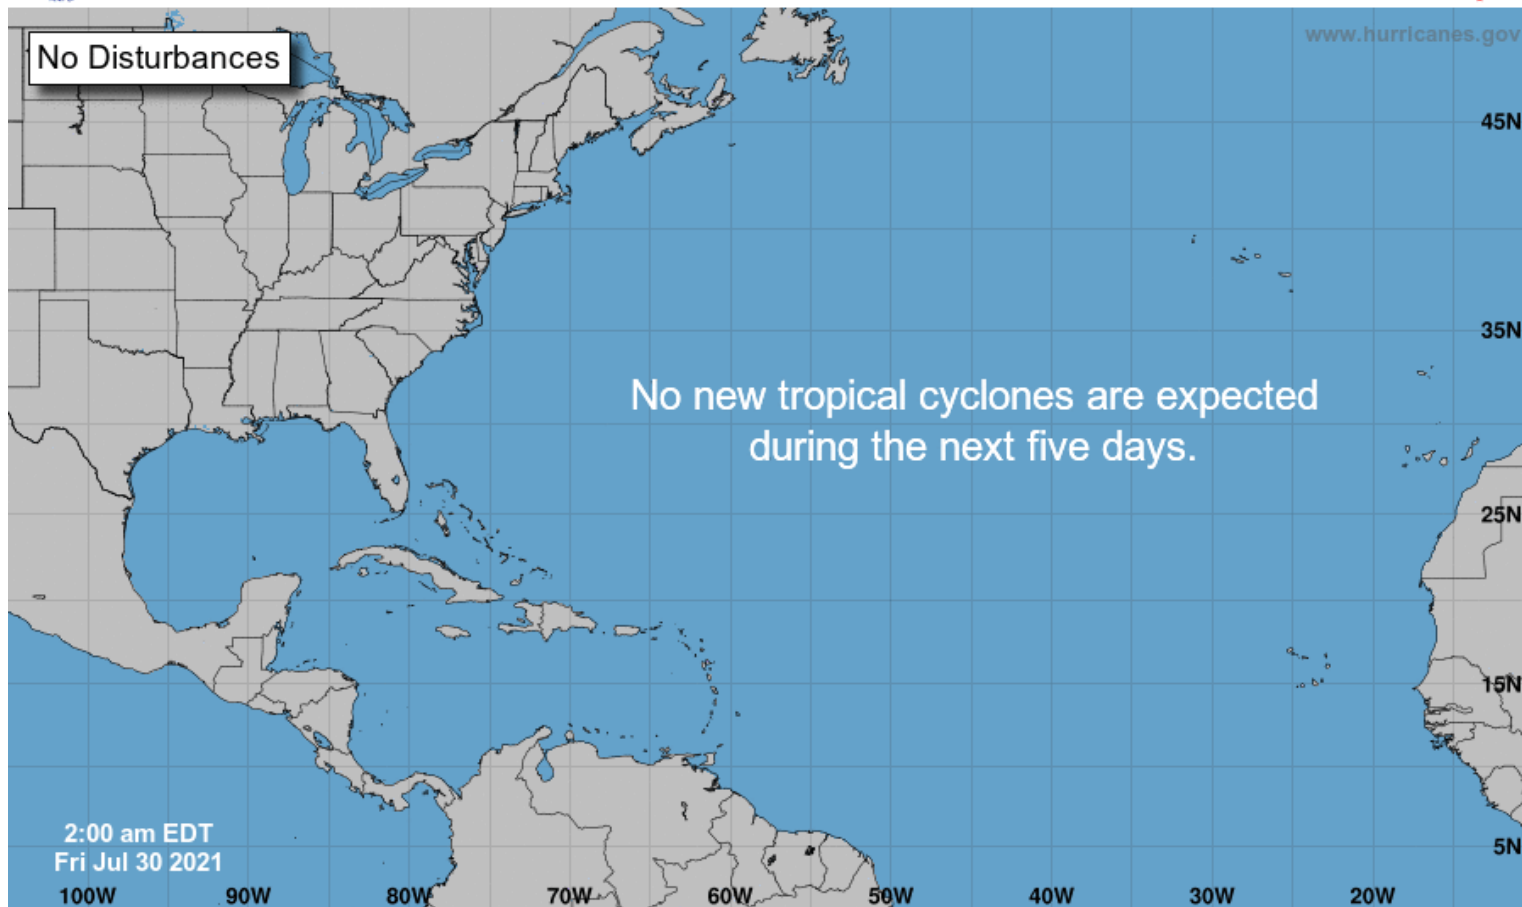 No Disturbances
www.hurricanes.gov
45N
35N
No new tropical cyclones are expected
during the next five days.
25N
15N
2:00 am EDT
Fri Jul 30 2021
5N
100W 90W 80W 70W 60W 50W 40W 30W 20W